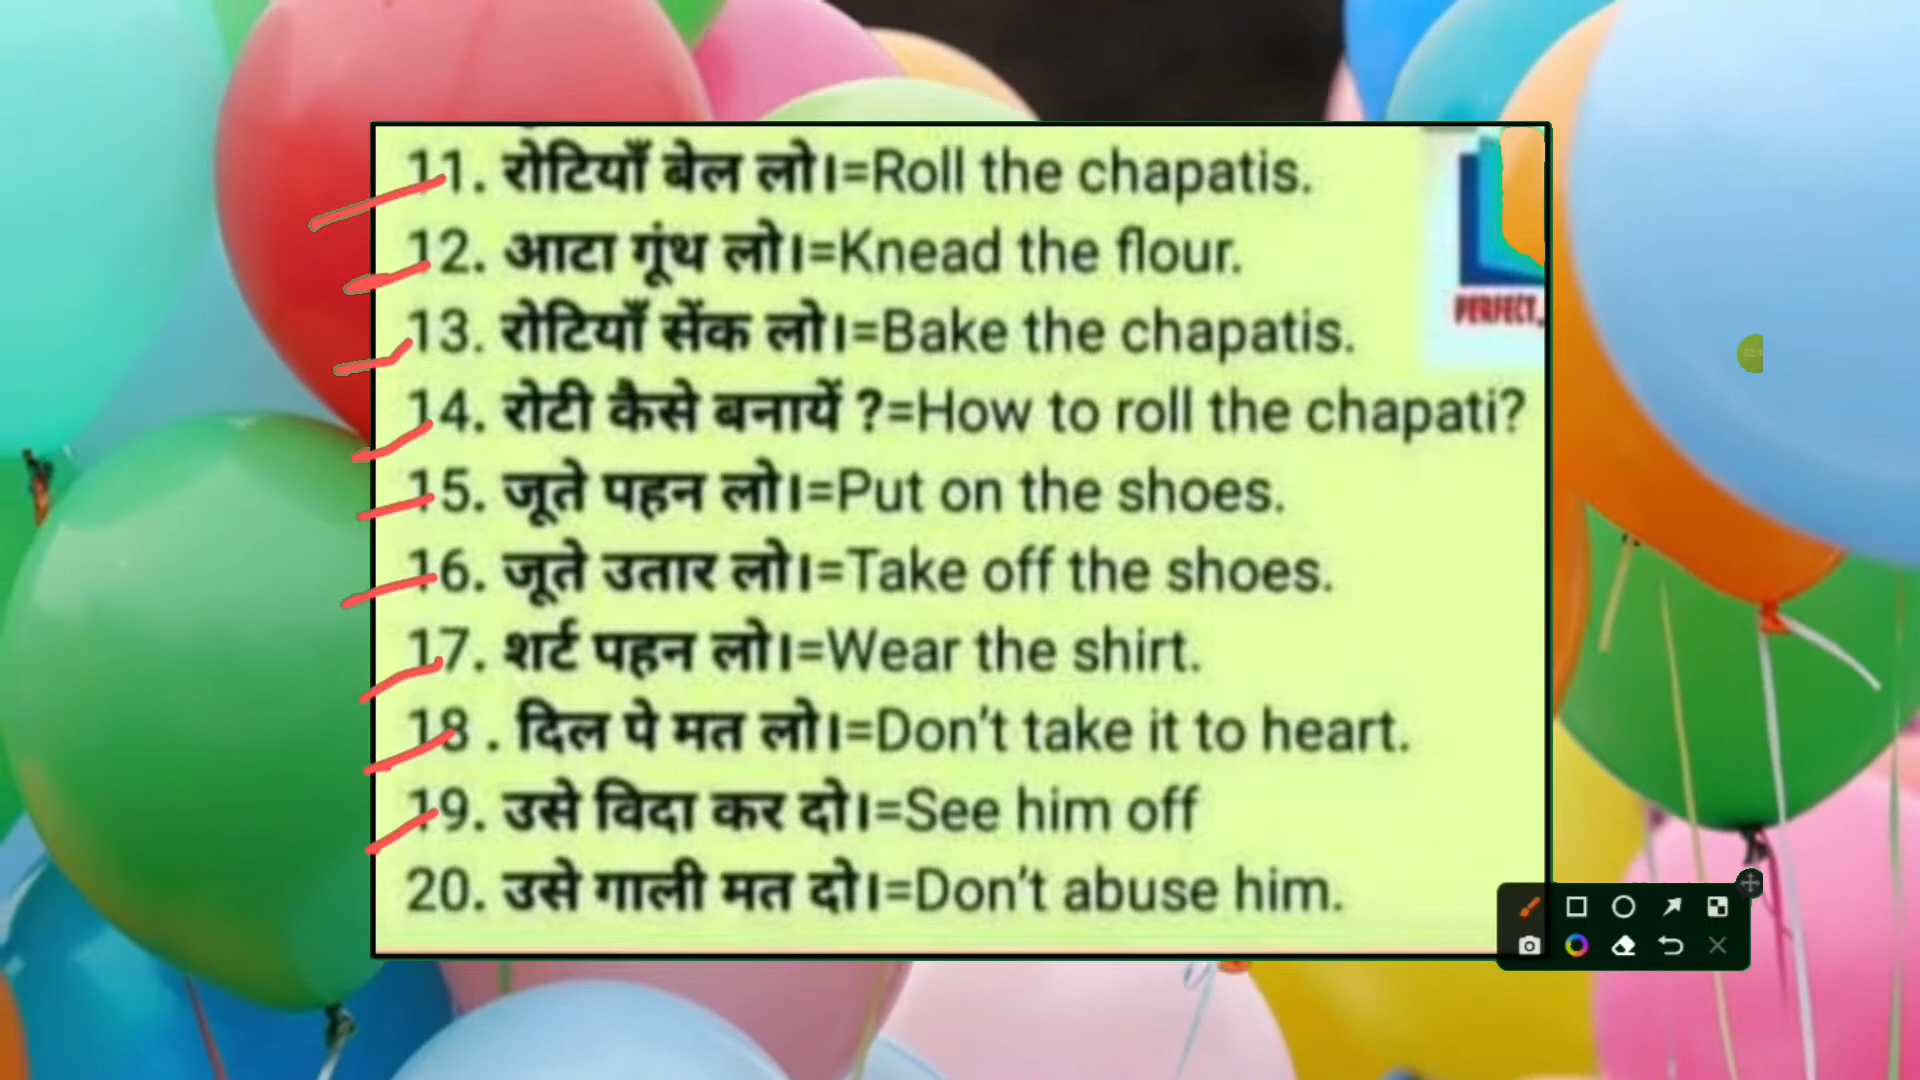 11. रोटियाँ बेल लो।=Roll the chapatis.
12. आटा गूंथ लो।=Knead the flour.
13. रोटियाँ सेंक लो।=Bake the chapatis.
14. रोटी कैसे बनायें ?=How to roll the chapati?
15. जूते पहन लो।=Put on the shoes.
16. जूते उतार लो।=Take off the shoes.
17. शर्ट पहन लो।=Wear the shirt.
18 . दिल पे मत लो।=Don’t take it to heart.
19. उसे विदा कर दो।=See him off
20. उसे गाली मत दो।=Don’t abuse him.
PERFECT